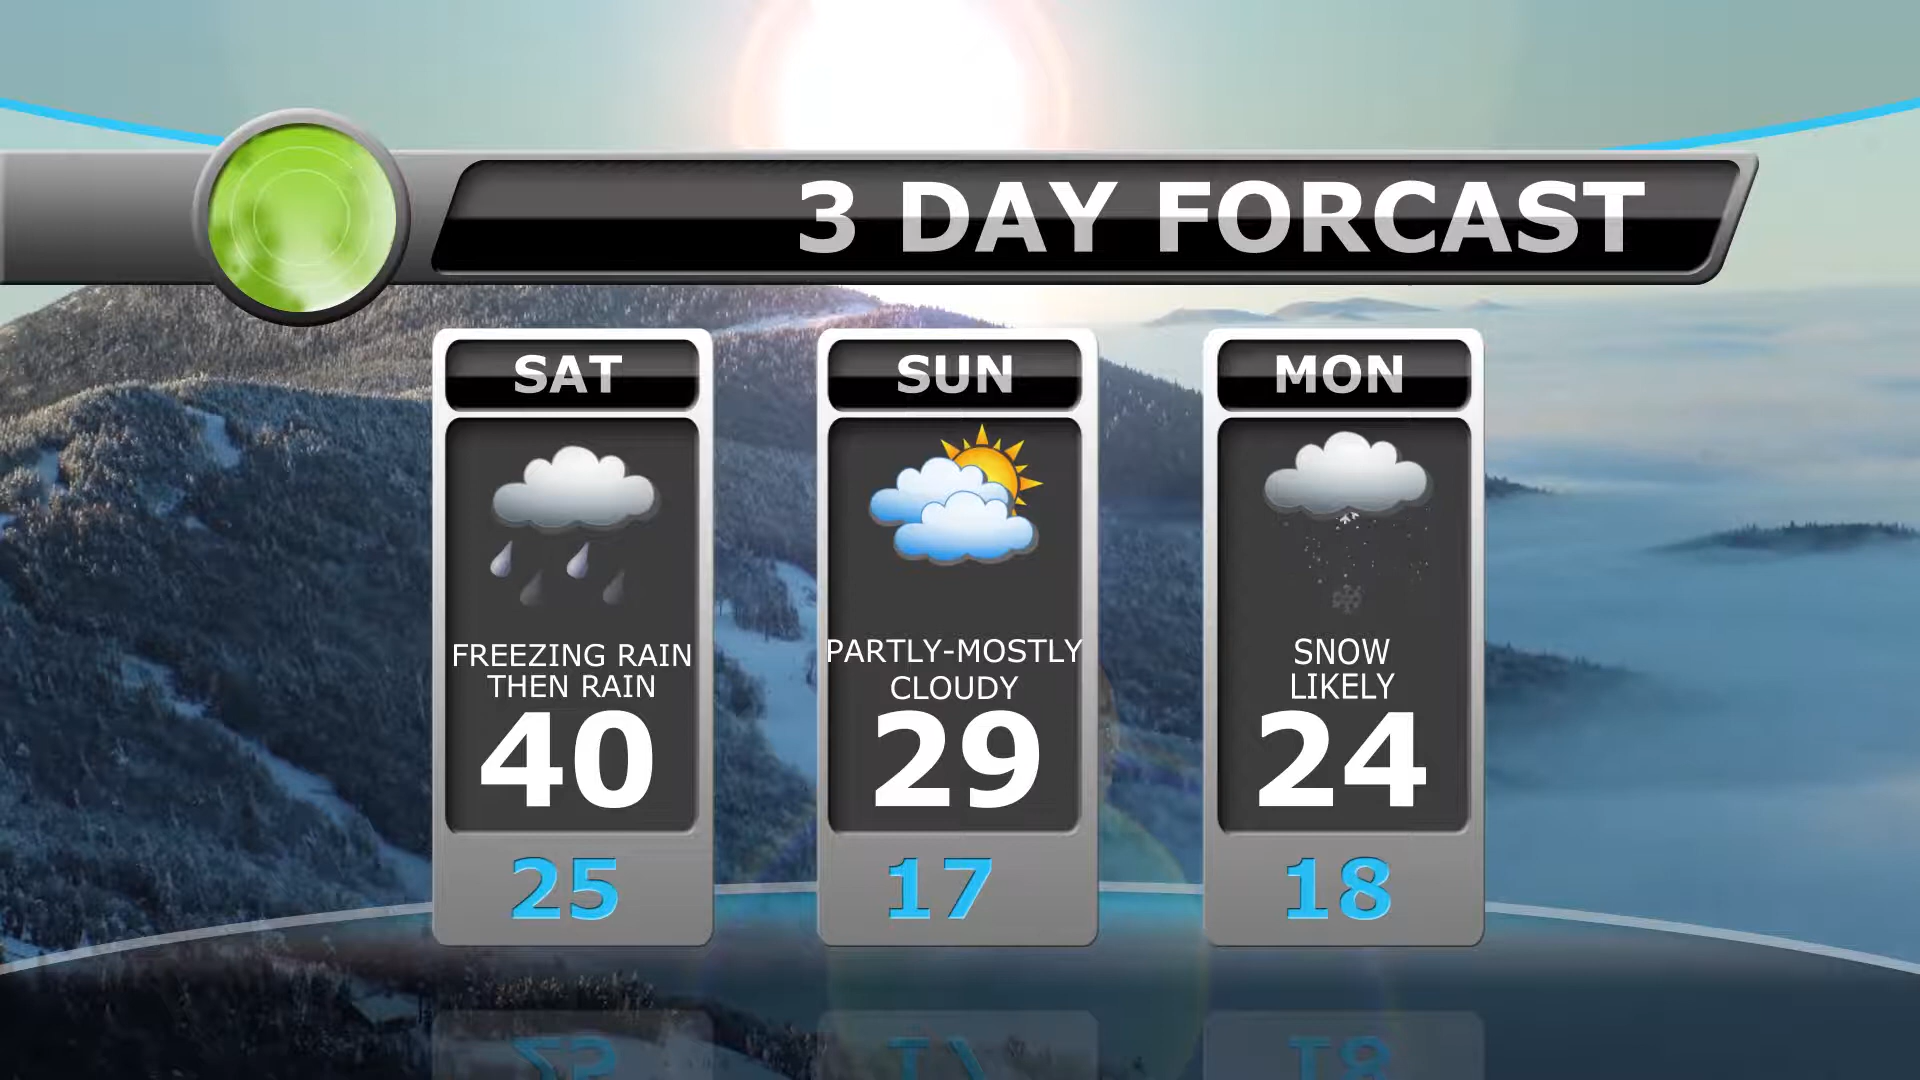 3 DAY FORCAST
SAT
FREEZING RAIN
THEN RAIN
40
25
SUN
PARTLY-MOSTLY
CLOUDY
29
17
MON
SNOW
LIKELY
24
18